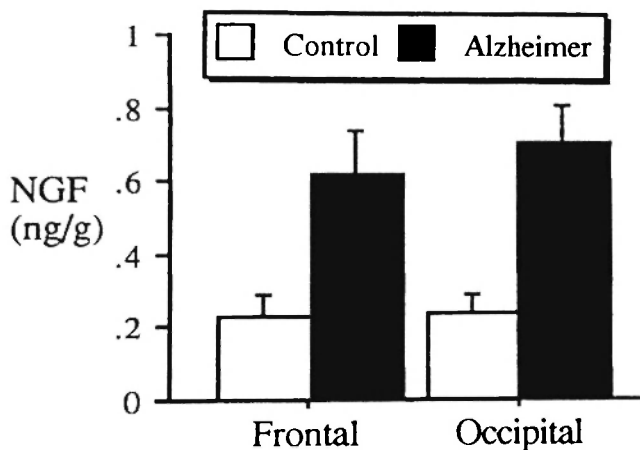 1
Control Alzheimer
.8
NGF
(ng/g)
.6
.4
.2
0
Frontal Occipital